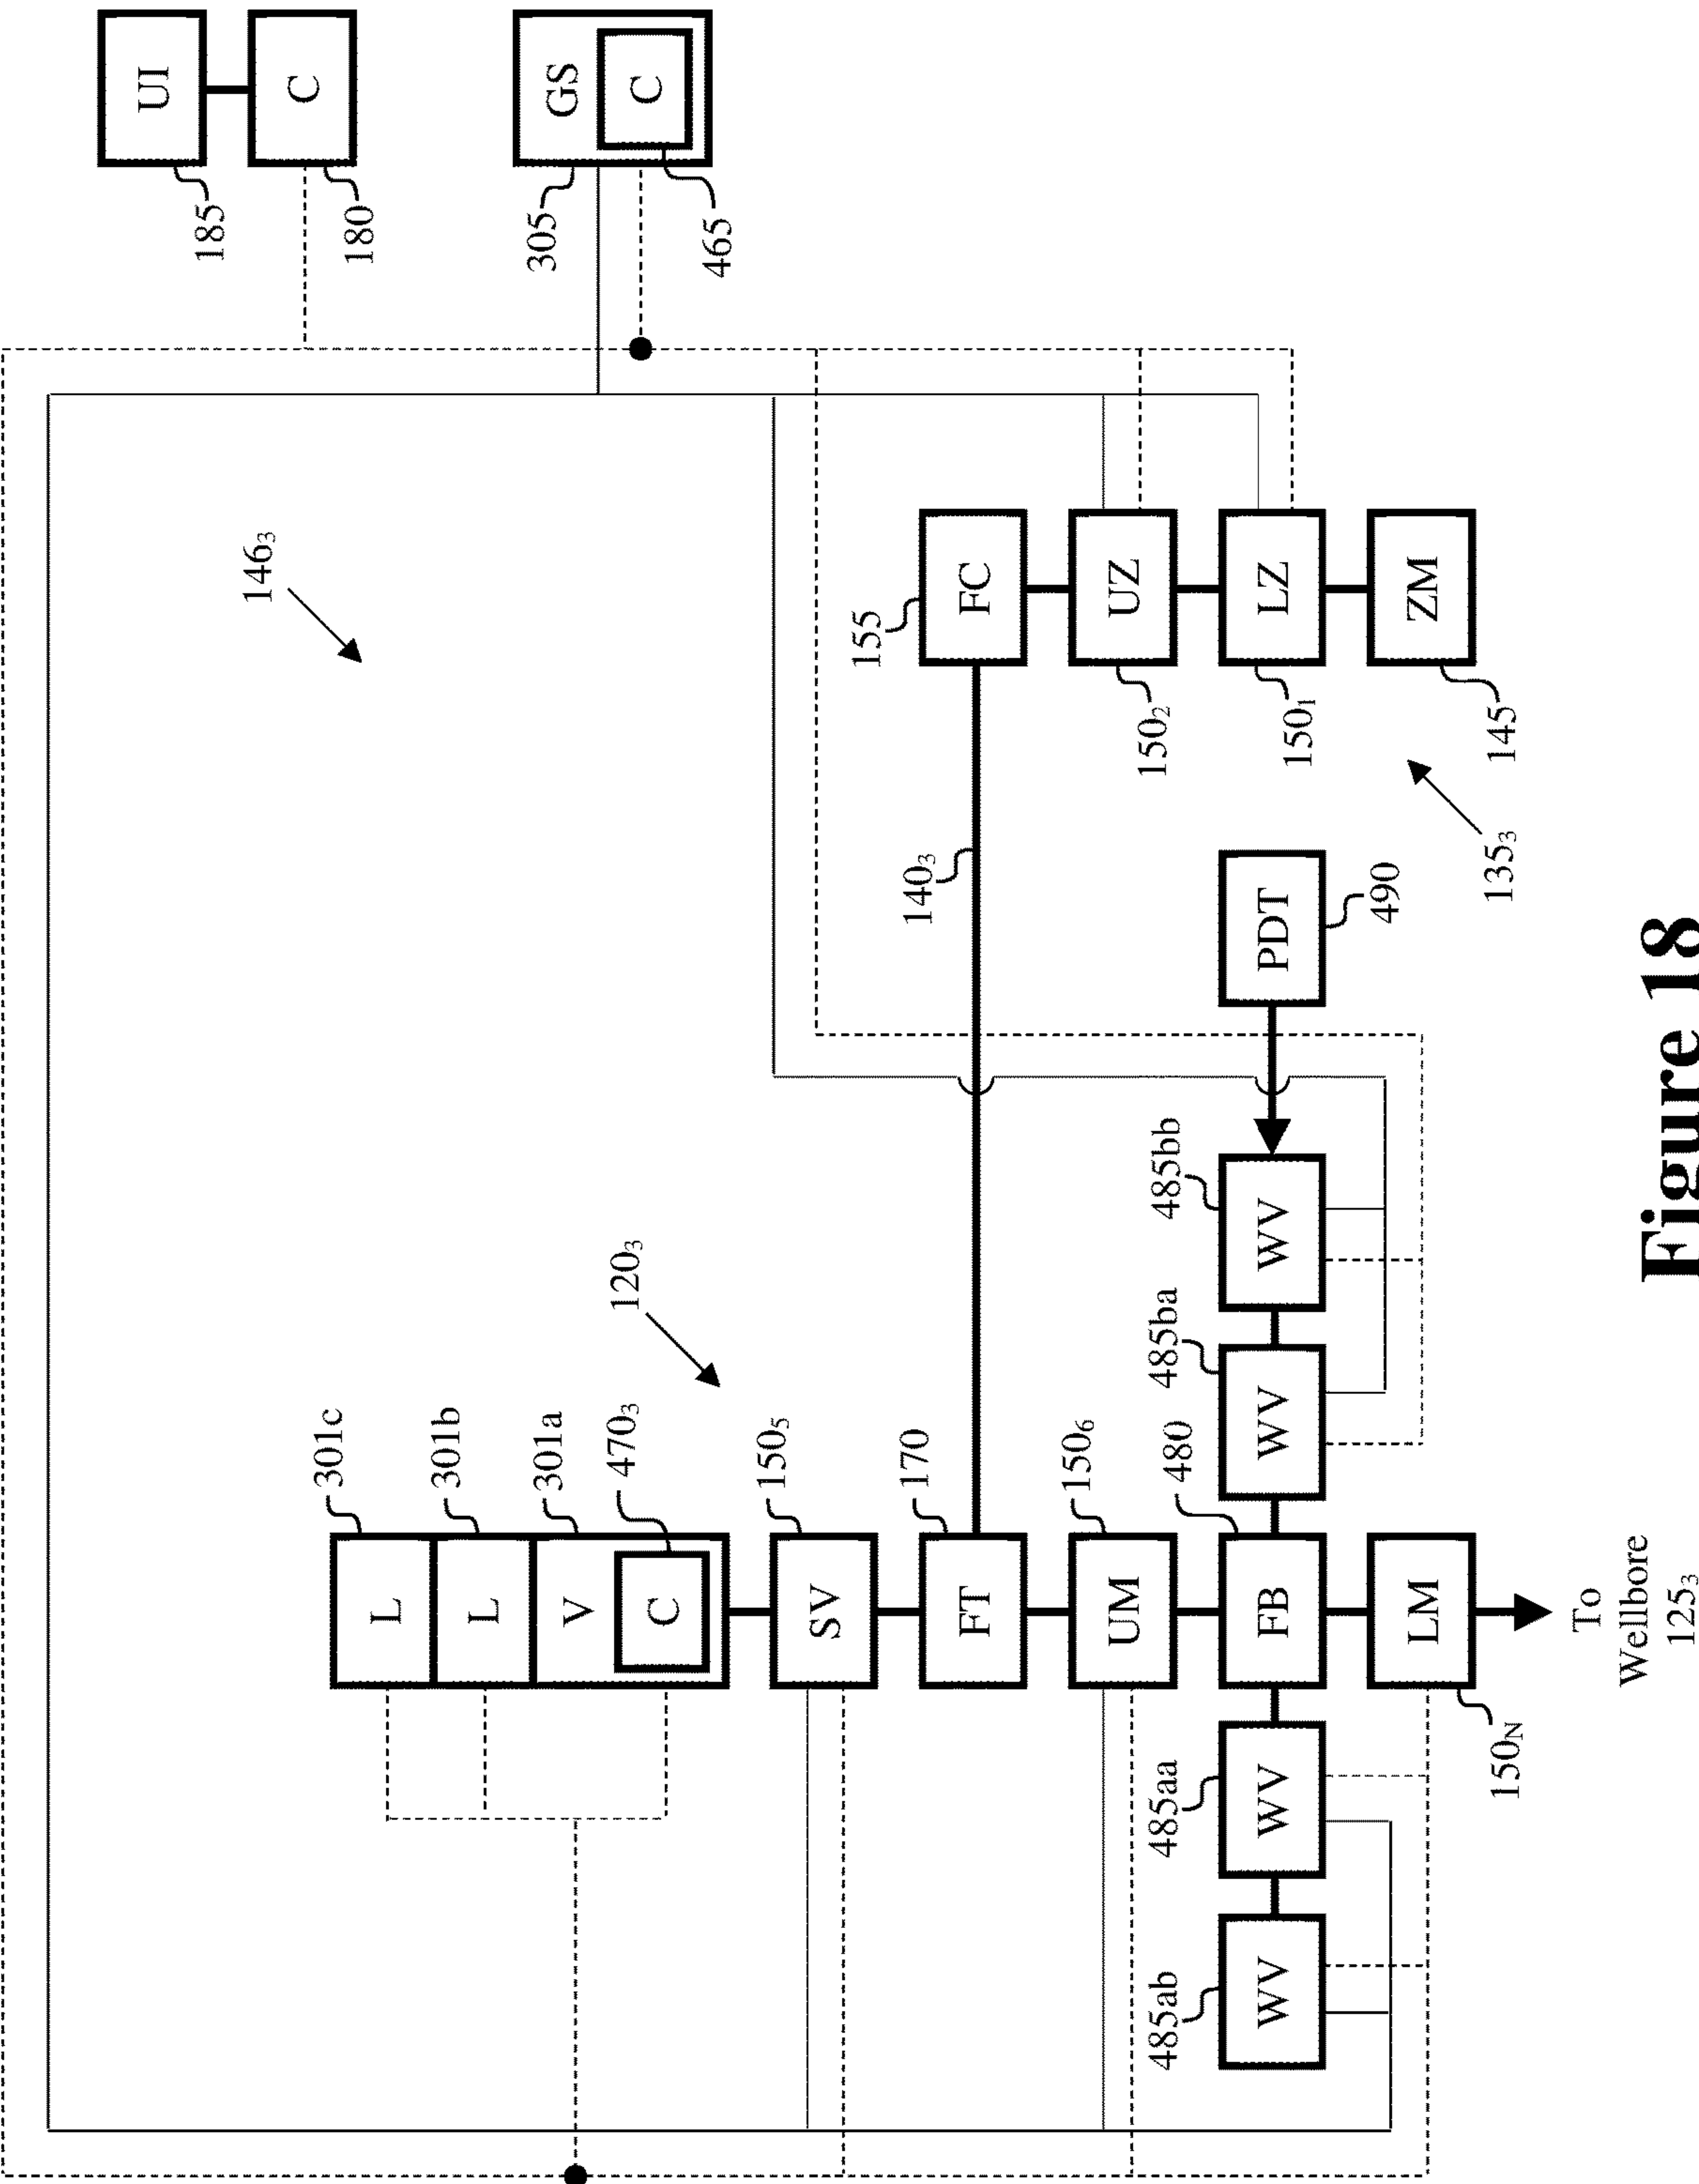 UI
185
C
180
GS
C
305
465
146₃
301c
L
301b
L
301a
V
470₃
C
120₃
150₅
SV
155
FC
140₃
170
FT
150₂
UZ
150₆
UM
150₁
LZ
145
ZM
135₃
485ab
WV
485aa
WV
480
FB
485ba
WV
485bb
WV
PDT
490
LM
150N
To
Wellbore
125₃
Figure 18